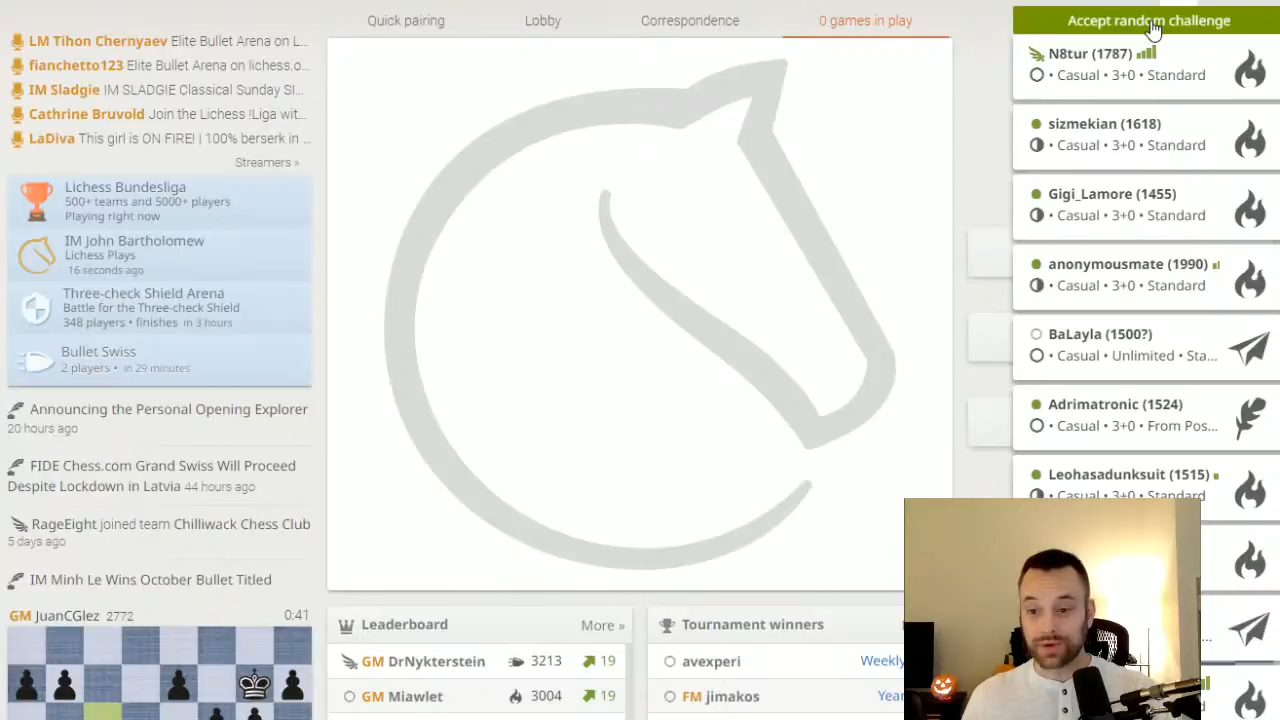 Quick pairing
Lobby
Correspondence
0 games in play
LM Tihon Chernyaev Elite Bullet Arena on L...
fianchetto123 Elite Bullet Arena on lichess.o...
IM Sladgie IM SLADGIE Classical Sunday SI...
Cathrine Bruvold Join the Lichess !Liga wit...
LaDiva This girl is ON FIRE! I 100% berserk in ...
Streamers »
Lichess Bundesliga
500+ teams and 5000+ players
Playing right now
IM John Bartholomew
Lichess Plays
16 seconds ago
Three-check Shield Arena
Battle for the Three-check Shield
348 players • finishes in 3 hours
Bullet Swiss
2 players • in 29 minutes
Announcing the Personal Opening Explorer
20 hours ago
FIDE Chess.com Grand Swiss Will Proceed
Despite Lockdown in Latvia 44 hours ago
RageEight joined team Chilliwack Chess Club
5 days ago
IM Minh Le Wins October Bullet Titled
GM JuanCGlez 2772 0:41
Leaderboard More »
GM DrNykterstein 3213 19
GM Miawlet 3004 19
Tournament winners
avexperi Weekly
FM jimakos Year
Accept random challenge
N8tur (1787)
• Casual • 3+0 • Standard
sizmekian (1618)
• Casual • 3+0 • Standard
Gigi_Lamore (1455)
• Casual • 3+0 • Standard
anonymousmate (1990)
• Casual • 3+0 • Standard
BaLayla (1500?)
• Casual • Unlimited • Sta...
Adrimatronic (1524)
• Casual • 3+0 • From Pos...
Leohasadunksuit (1515)
• Casual • 3+0 • Standard